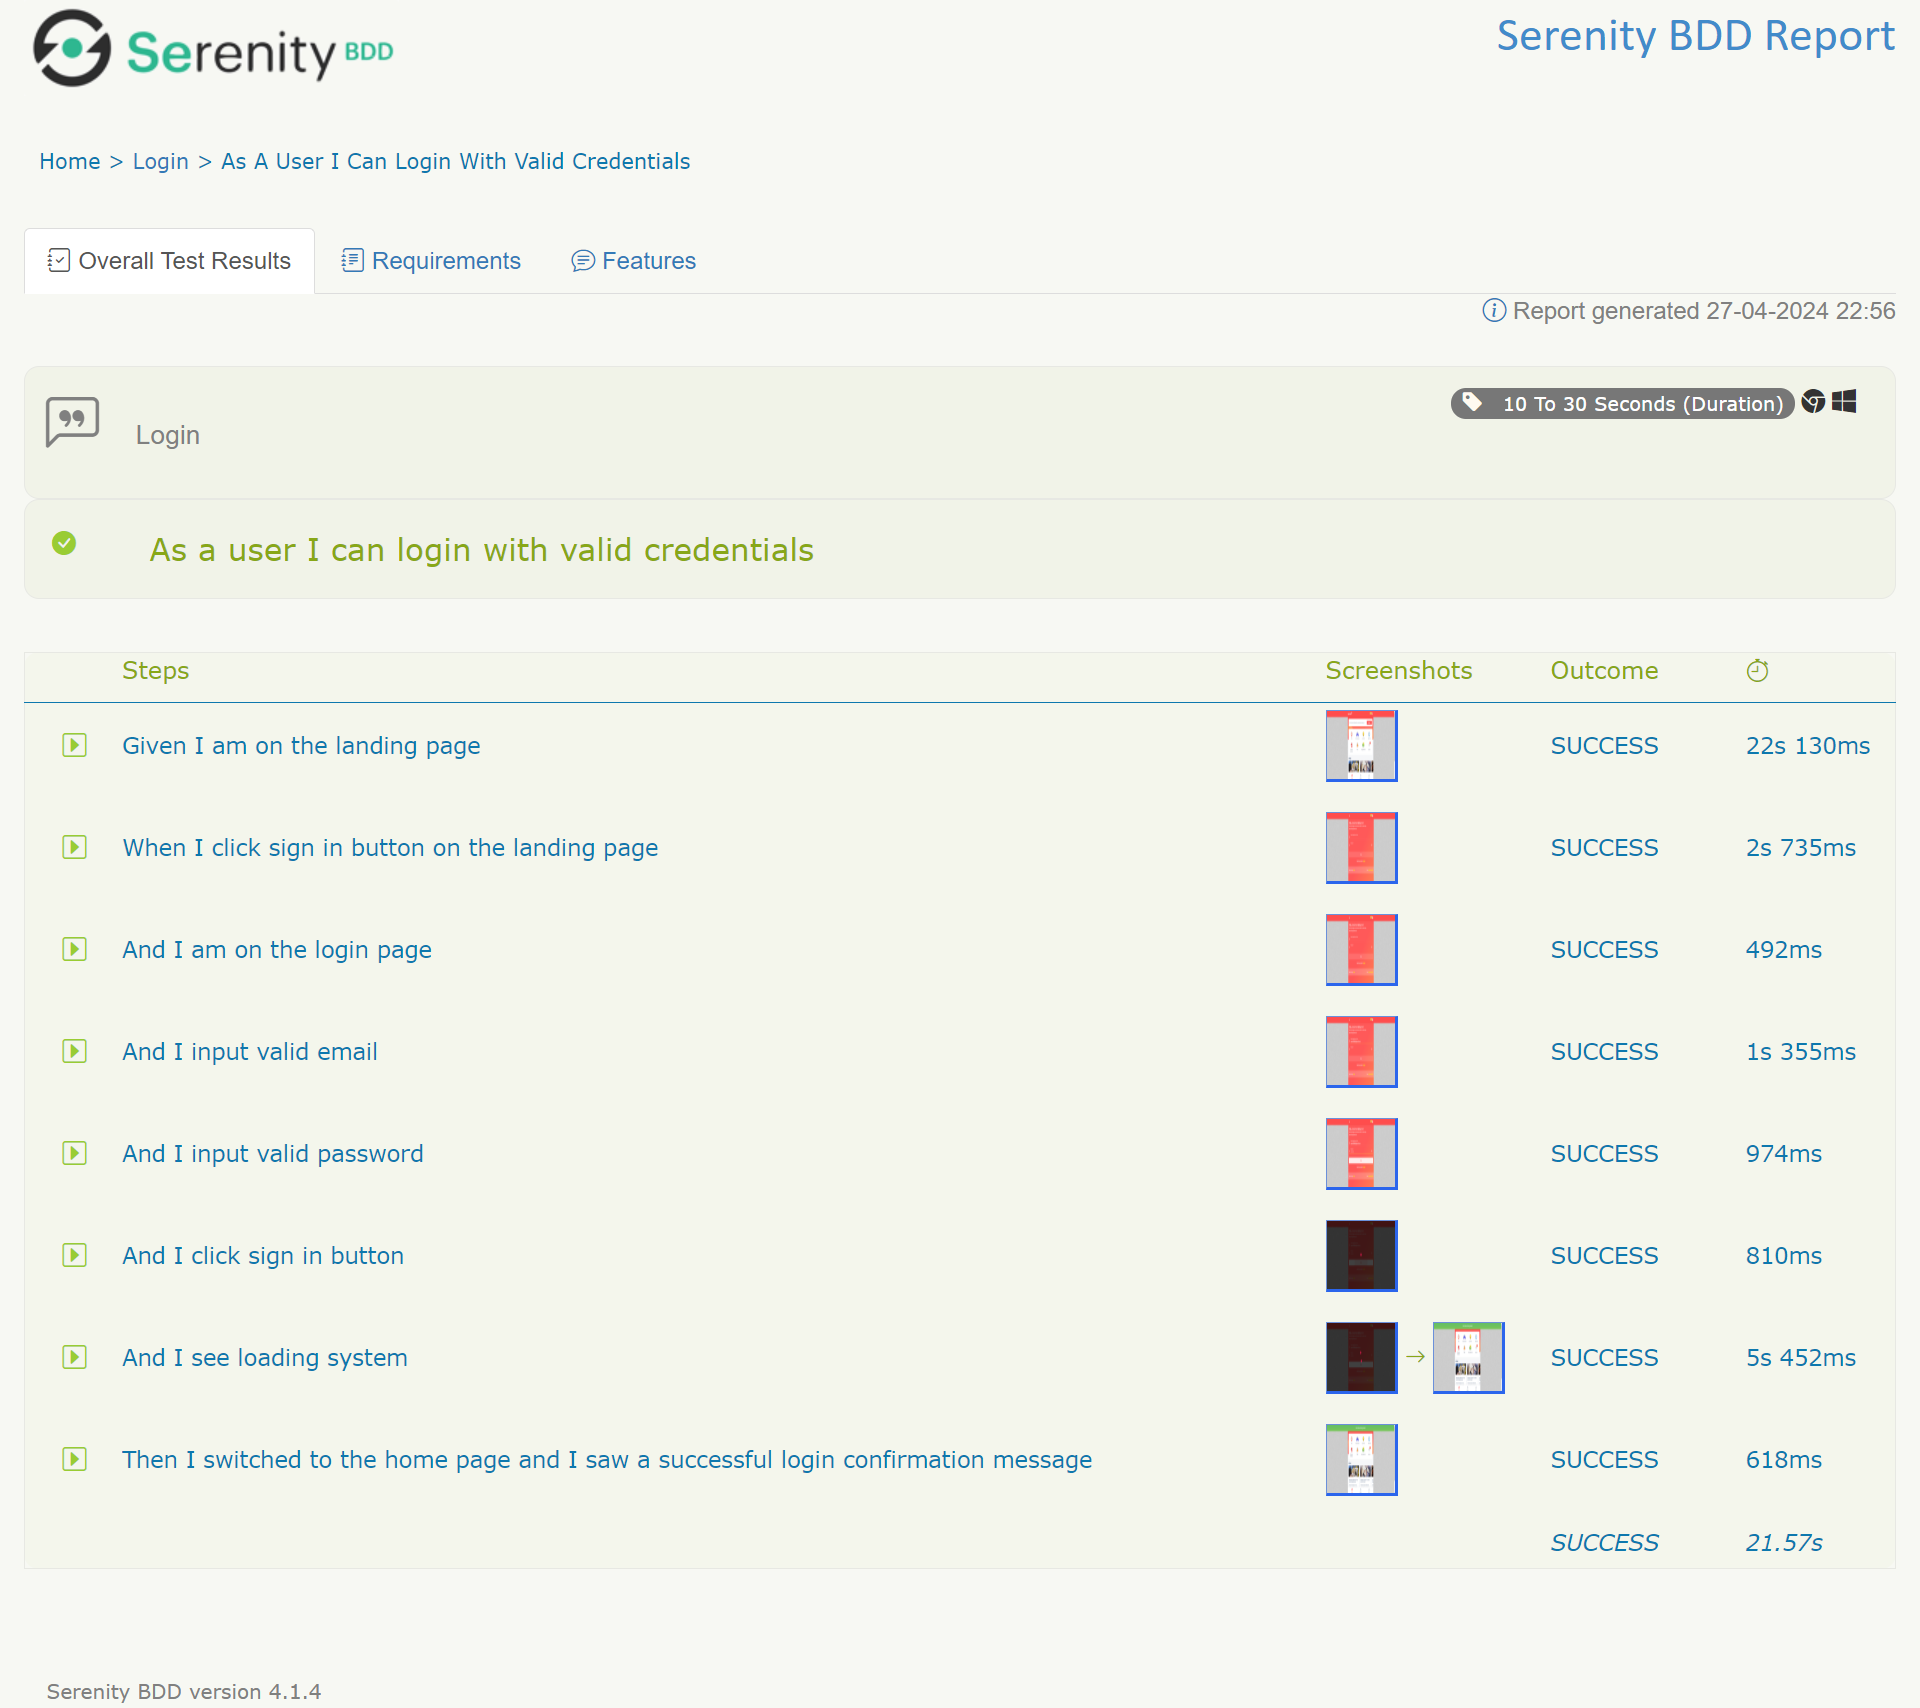 Serenity BDD
Serenity BDD Report
Home > Login > As A User I Can Login With Valid Credentials
Overall Test Results
Requirements
Features
Report generated 27-04-2024 22:56
Login
10 To 30 Seconds (Duration)
As a user I can login with valid credentials
Steps Screenshots Outcome
Given I am on the landing page SUCCESS 22s 130ms
When I click sign in button on the landing page SUCCESS 2s 735ms
And I am on the login page SUCCESS 492ms
And I input valid email SUCCESS 1s 355ms
And I input valid password SUCCESS 974ms
And I click sign in button SUCCESS 810ms
And I see loading system → SUCCESS 5s 452ms
Then I switched to the home page and I saw a successful login confirmation message SUCCESS 618ms
SUCCESS 21.57s
Serenity BDD version 4.1.4